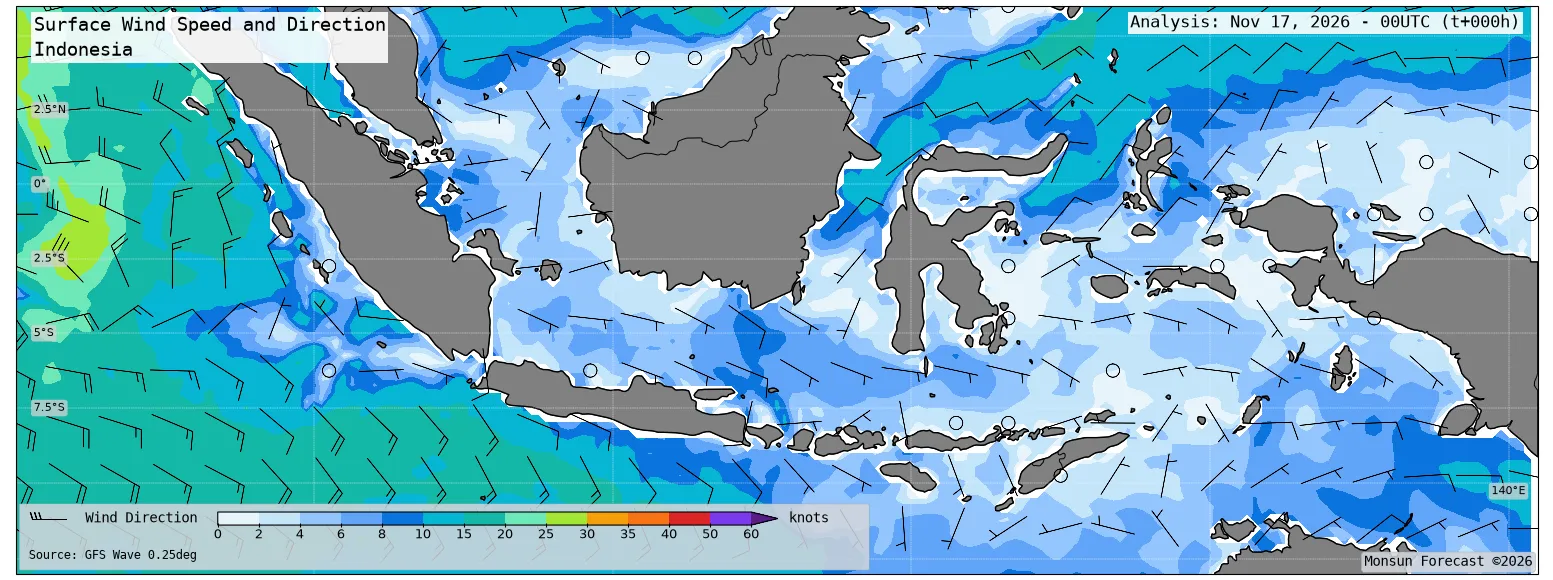 Surface Wind Speed and Direction
Indonesia
Analysis: Nov 17, 2026 - 00UTC (t+000h)
2.5°N
0°
2.5°S
5°S
7.5°S
140°E
Wind Direction
0 2 4 6 8 10 15 20 25 30 35 40 50 60
knots
Source: GFS Wave 0.25deg
Monsun Forecast ©2026